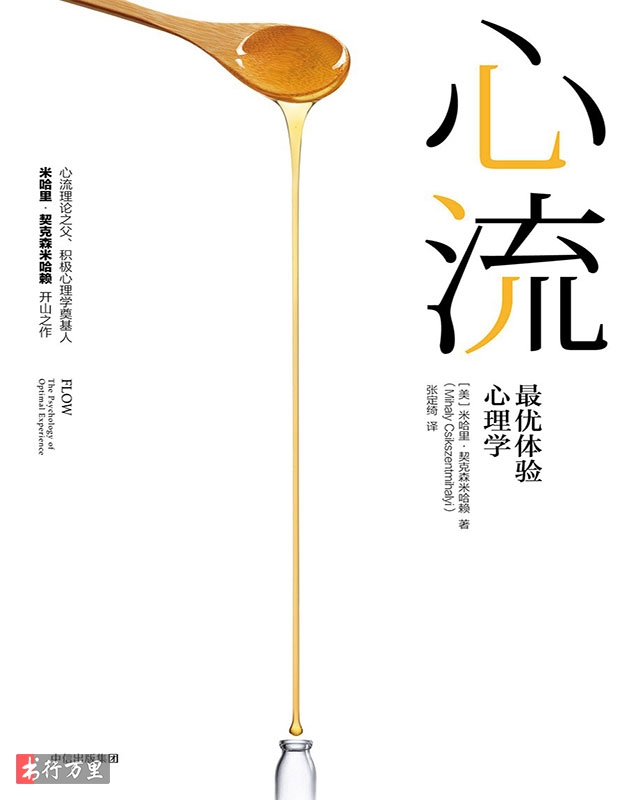 心流
最优体验
心理学
［美］米哈里·契克森米哈赖 著
（Mihaly Csikszentmihalyi）
张定绮 译
心流理论之父、积极心理学奠基人
米哈里·契克森米哈赖 开山之作
FLOW
The Psychology of
Optimal Experience
中信出版集团
书行万里